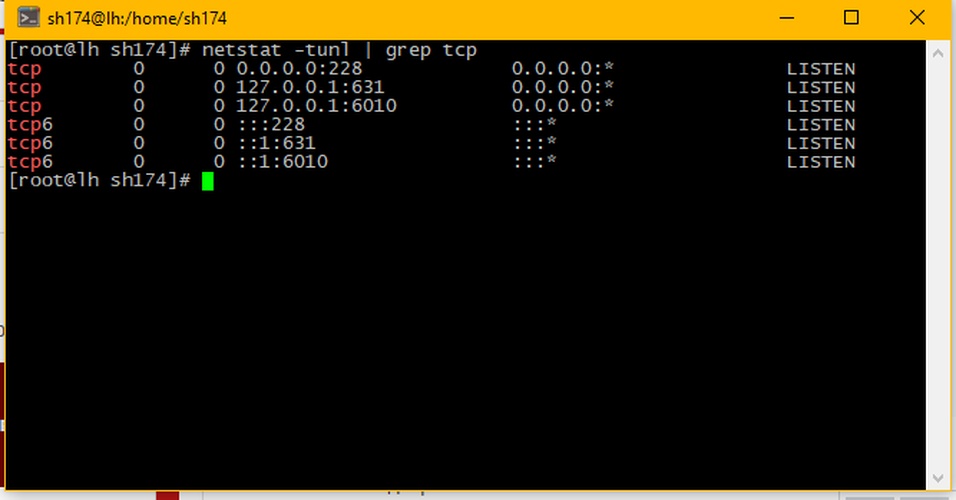 sh174@lh:/home/sh174
[root@lh sh174]# netstat -tunl | grep tcp
tcp 0 0 0.0.0.0:228 0.0.0.0:* LISTEN
tcp 0 0 127.0.0.1:631 0.0.0.0:* LISTEN
tcp 0 0 127.0.0.1:6010 0.0.0.0:* LISTEN
tcp6 0 0 :::228 :::* LISTEN
tcp6 0 0 ::1:631 :::* LISTEN
tcp6 0 0 ::1:6010 :::* LISTEN
[root@lh sh174]#